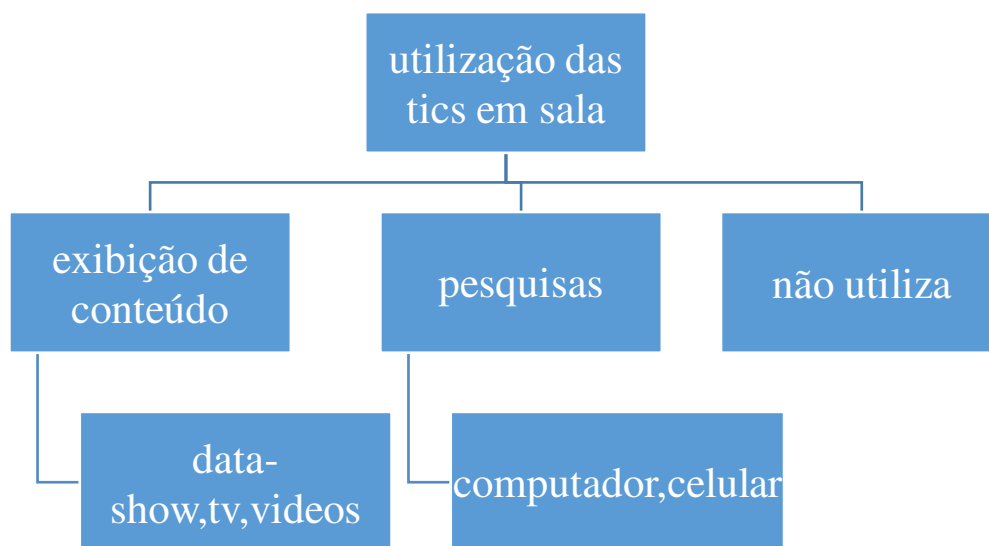 utilização das
tics em sala
exibição de
conteúdo
pesquisas
não utiliza
data-
show,tv,videos
computador,celular